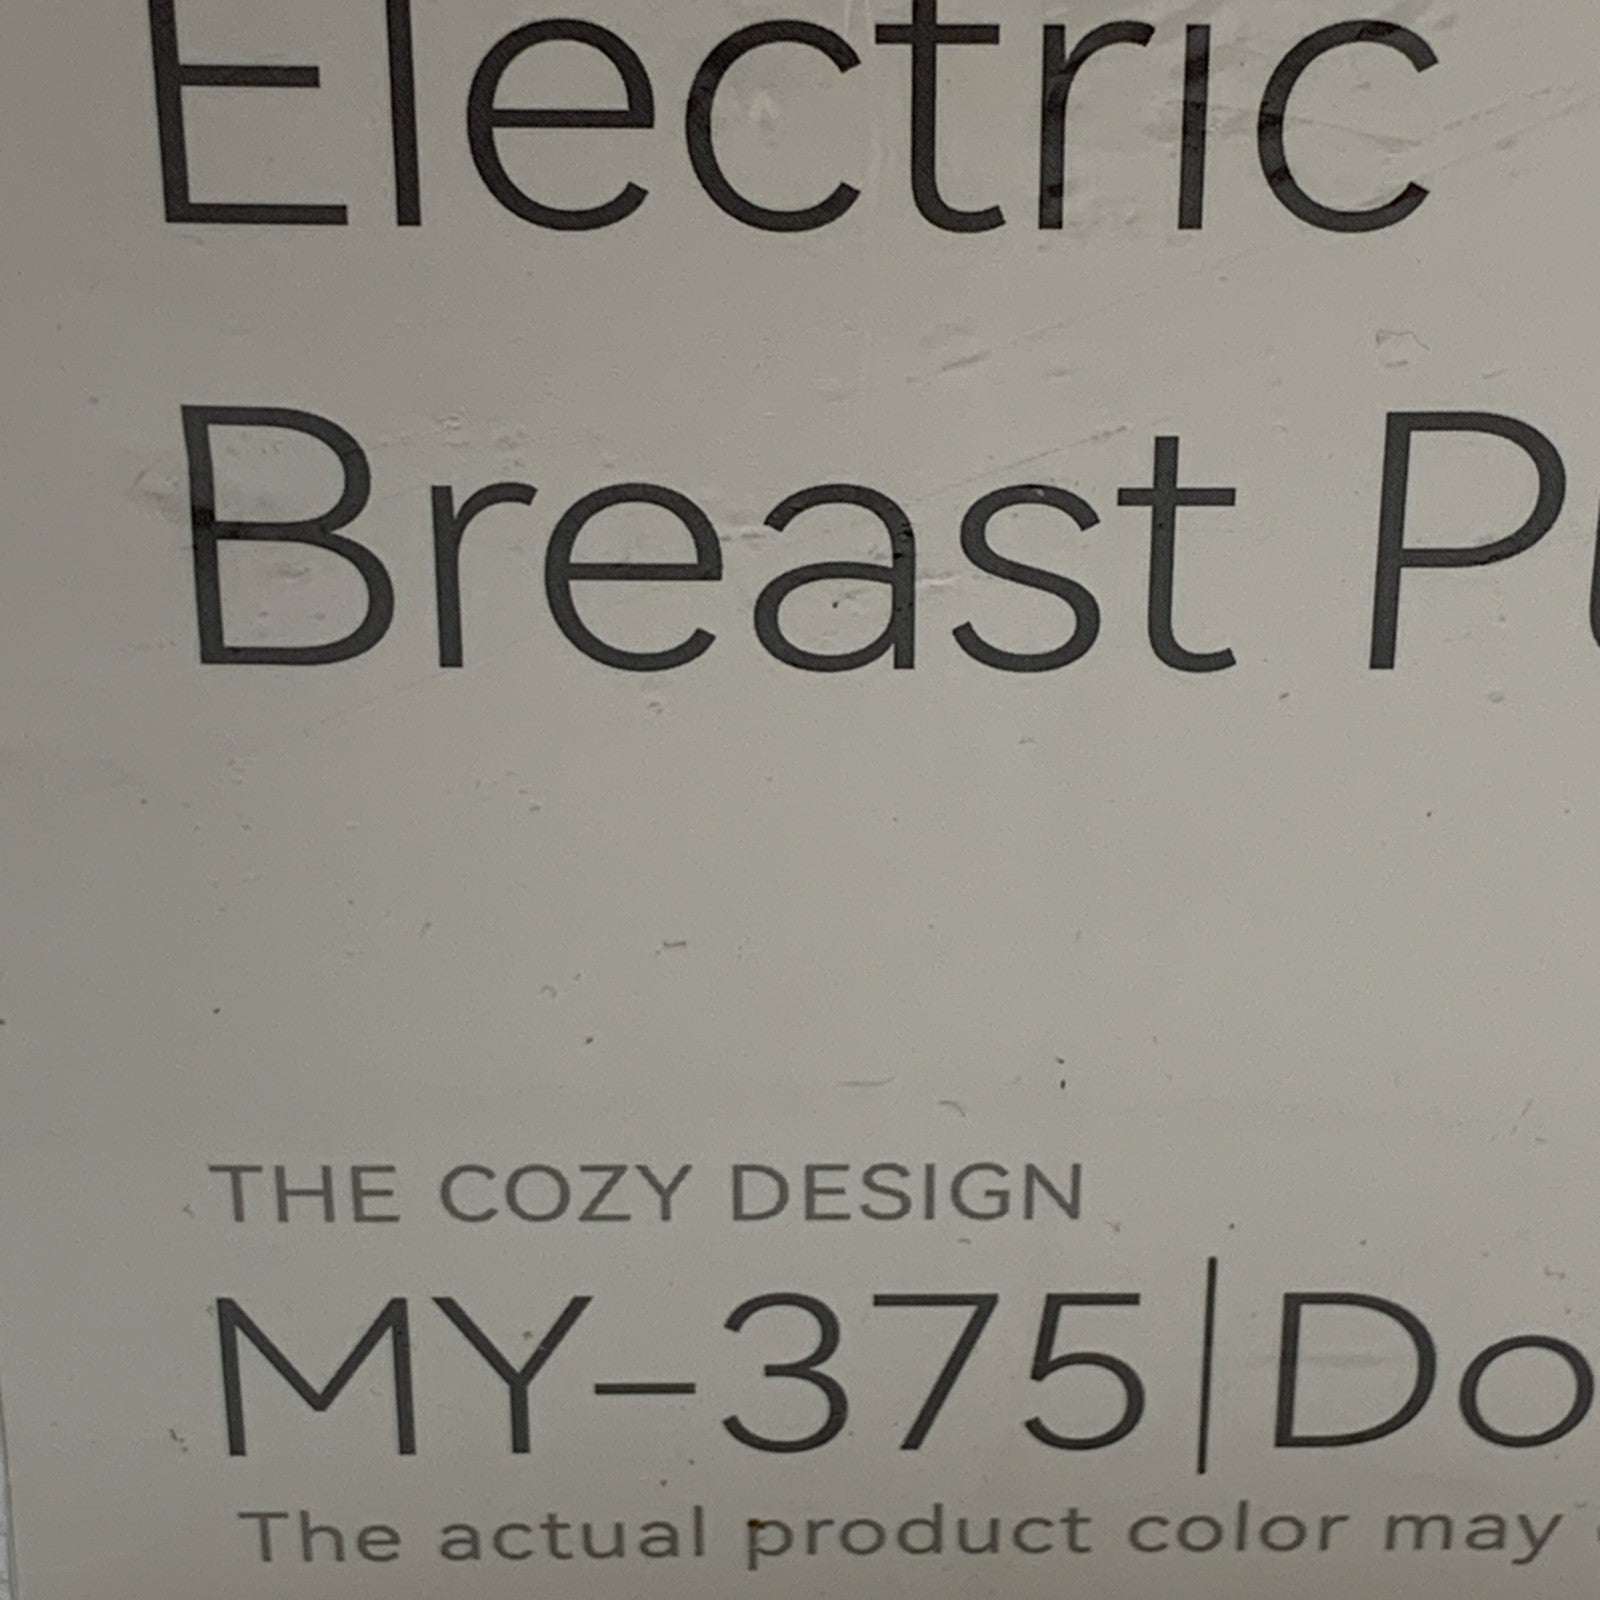 Electric
Breast
THE COZY DESIGN
MY–375|Do
The actual product color may